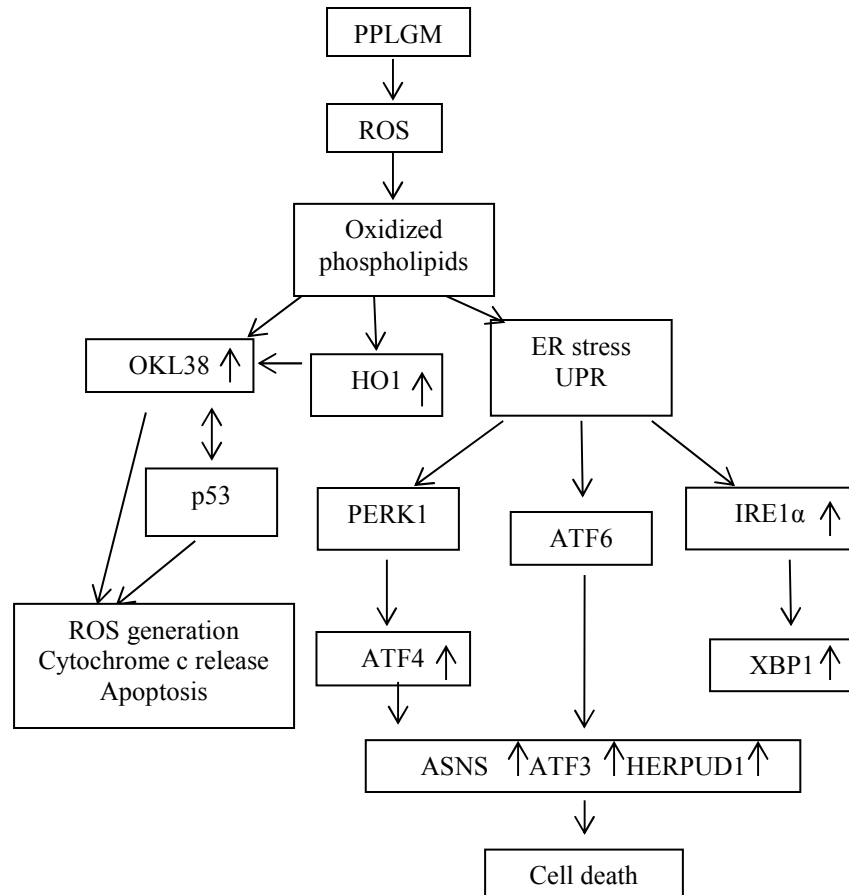 PPLGM
ROS
Oxidized
phospholipids
OKL38
HO1
ER stress
UPR
p53
PERK1
ATF6
IRE1α
ROS generation
Cytochrome c release
Apoptosis
ATF4
XBP1
ASNS ATF3 HERPUD1
Cell death